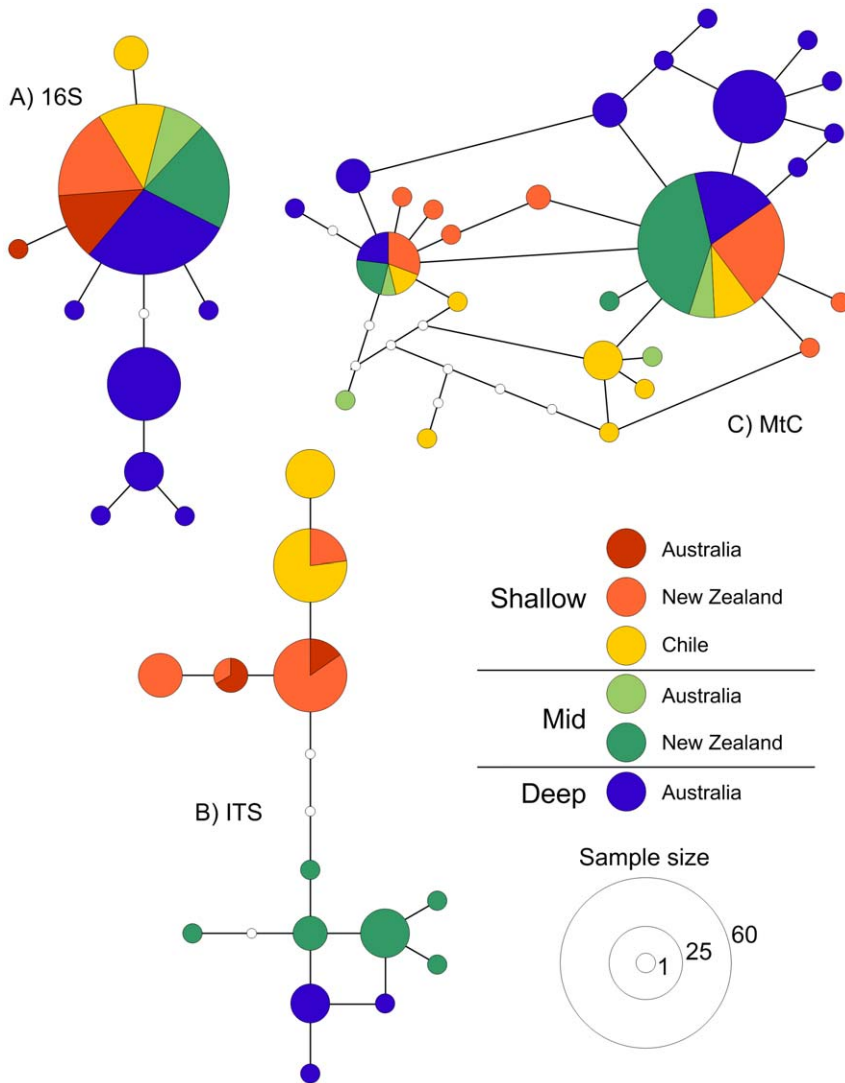 A) 16S
C) MtC
B) ITS
Shallow
Australia
New Zealand
Chile
Mid
Australia
New Zealand
Deep
Australia
Sample size
1
25
60